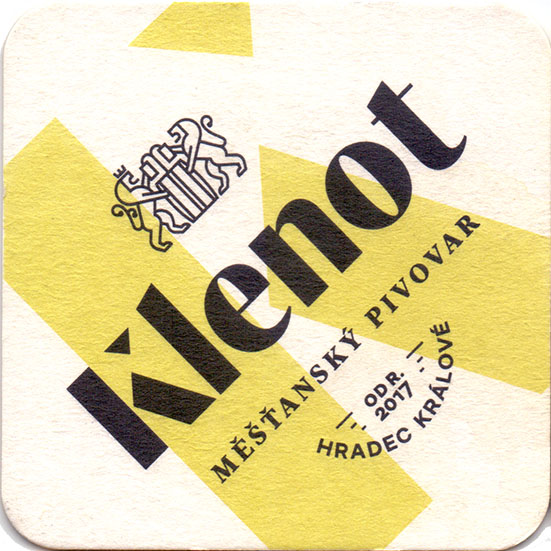 Klenot
MĚŠŤANSKÝ PIVOVAR
OD R.
2017
HRADEC KRÁLOVÉ